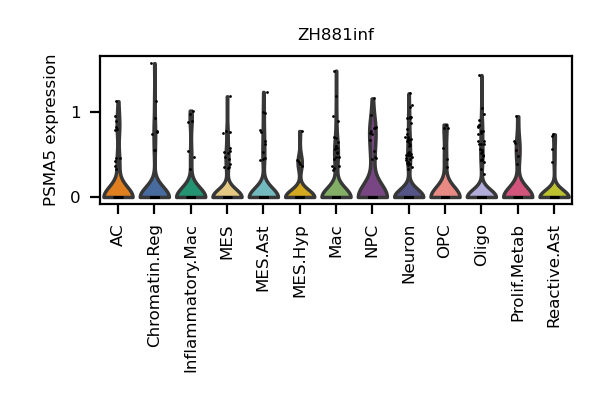 ZH881inf
PSMA5 expression
1
0
AC
Chromatin.Reg
Inflammatory.Mac
MES
MES.Ast
MES.Hyp
Mac
NPC
Neuron
OPC
Oligo
Prolif.Metab
Reactive.Ast